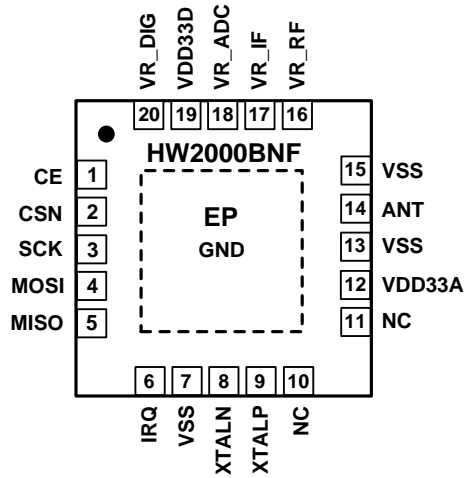 VR_DIG
VDD33D
VR_ADC
VR_IF
VR_RF
20 19 18 17 16
HW2000BNF
CE 1
CSN 2
SCK 3
MOSI 4
MISO 5
EP
GND
15 VSS
14 ANT
13 VSS
12 VDD33A
11 NC
6 7 8 9 10
IRQ
VSS
XTALN
XTALP
NC